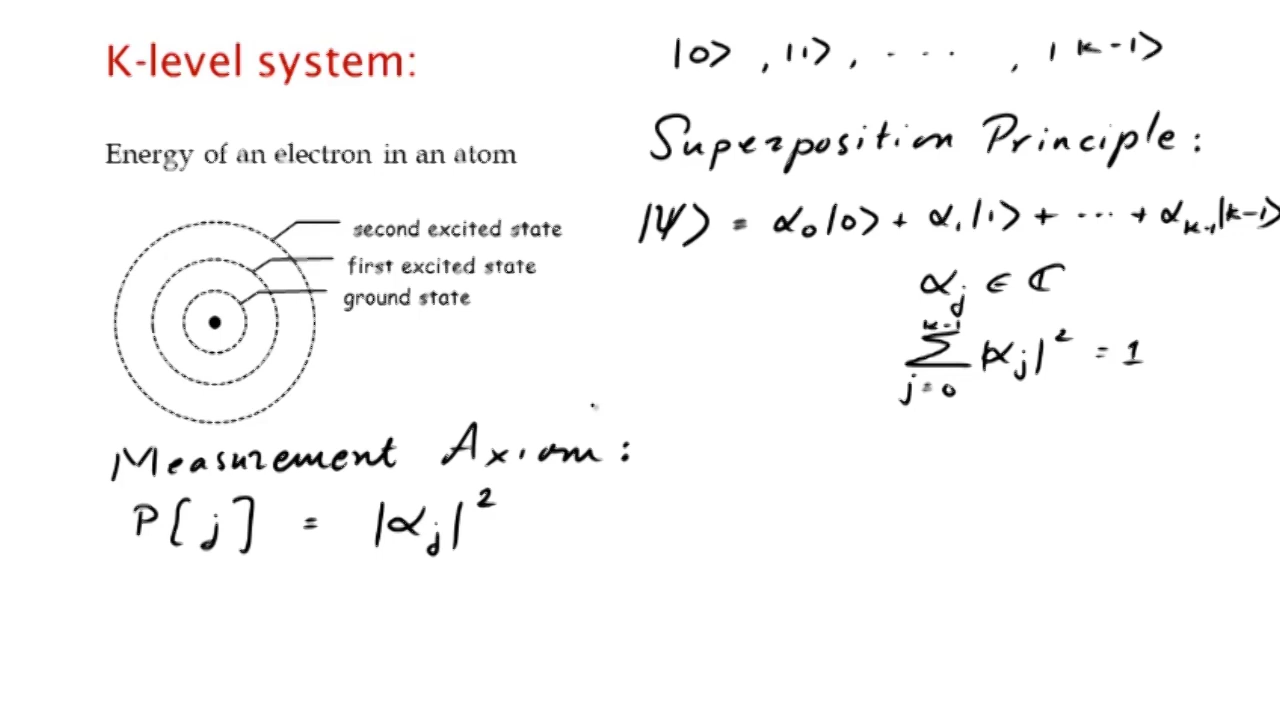 K-level system:
|0> , |1> , · · · · , |k-1>
Superposition Principle:
Energy of an electron in an atom
|Ψ> = α₀|0> + α₁|1> + ··· + αₖ₋₁|k-1>
second excited state
first excited state
ground state
αⱼ ∈ ℂ
k-1
∑ |αⱼ|² = 1
j=0
Measurement Axiom:
P[j] = |αⱼ|²